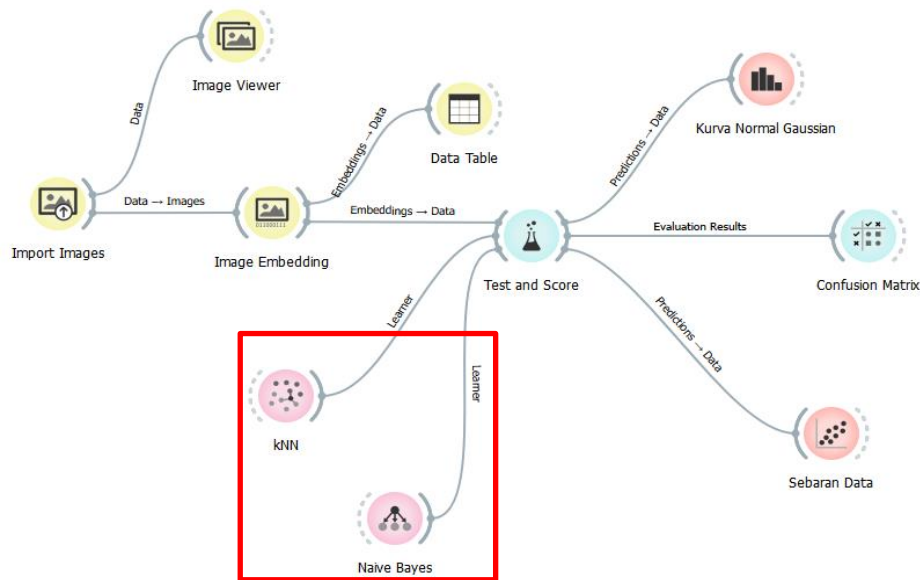 Image Viewer
Data
Data Table
Embeddings → Data
Kurva Normal Gaussian
Predictions → Data
Import Images
Data → Images
Image Embedding
Embeddings → Data
Test and Score
Evaluation Results
Confusion Matrix
Learner
Learner
Predictions → Data
kNN
Sebaran Data
Naive Bayes